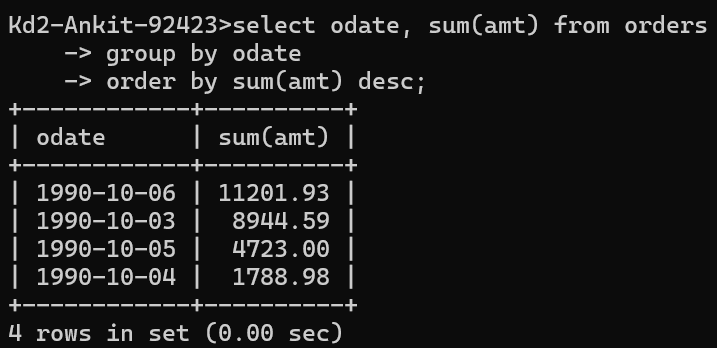 Kd2-Ankit-92423>select odate, sum(amt) from orders
    -> group by odate
    -> order by sum(amt) desc;
+------------+----------+
| odate      | sum(amt) |
+------------+----------+
| 1990-10-06 | 11201.93 |
| 1990-10-03 |  8944.59 |
| 1990-10-05 |  4723.00 |
| 1990-10-04 |  1788.98 |
+------------+----------+
4 rows in set (0.00 sec)